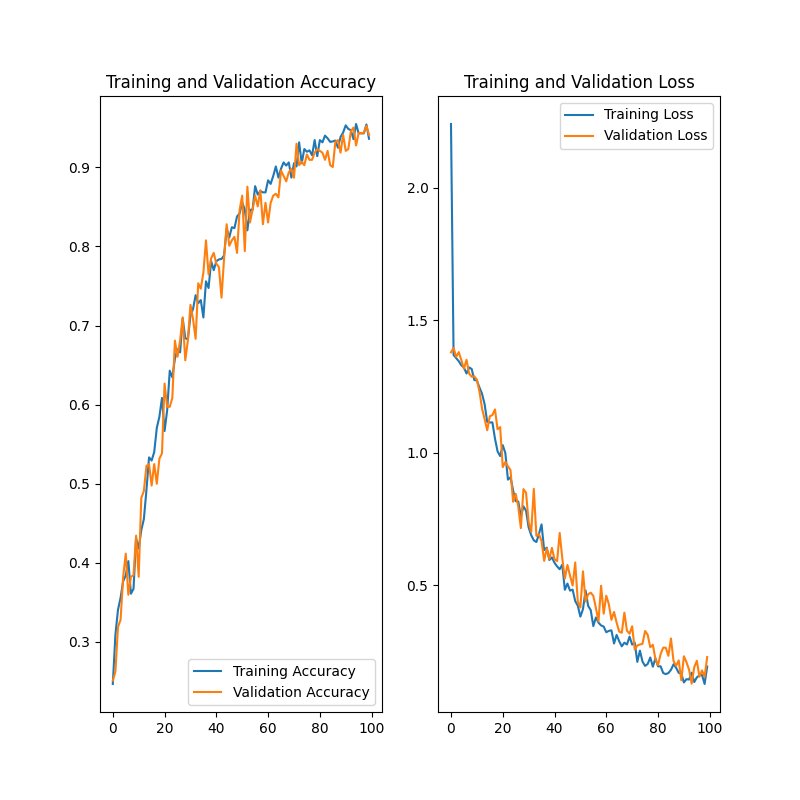 Training and Validation Accuracy
0.9
0.8
0.7
0.6
0.5
0.4
0.3
Training Accuracy
Validation Accuracy
0 20 40 60 80 100
Training and Validation Loss
Training Loss
Validation Loss
2.0
1.5
1.0
0.5
0 20 40 60 80 100